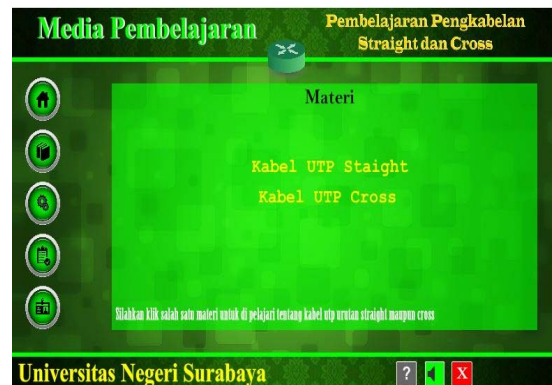 Media Pembelajaran
Pembelajaran Pengkabelan
Straight dan Cross
Materi
Kabel UTP Staight
Kabel UTP Cross
Silahkan klik salah satu materi untuk di pelajari tentang kabel utp urutan straight maupun cross
Universitas Negeri Surabaya
?
X